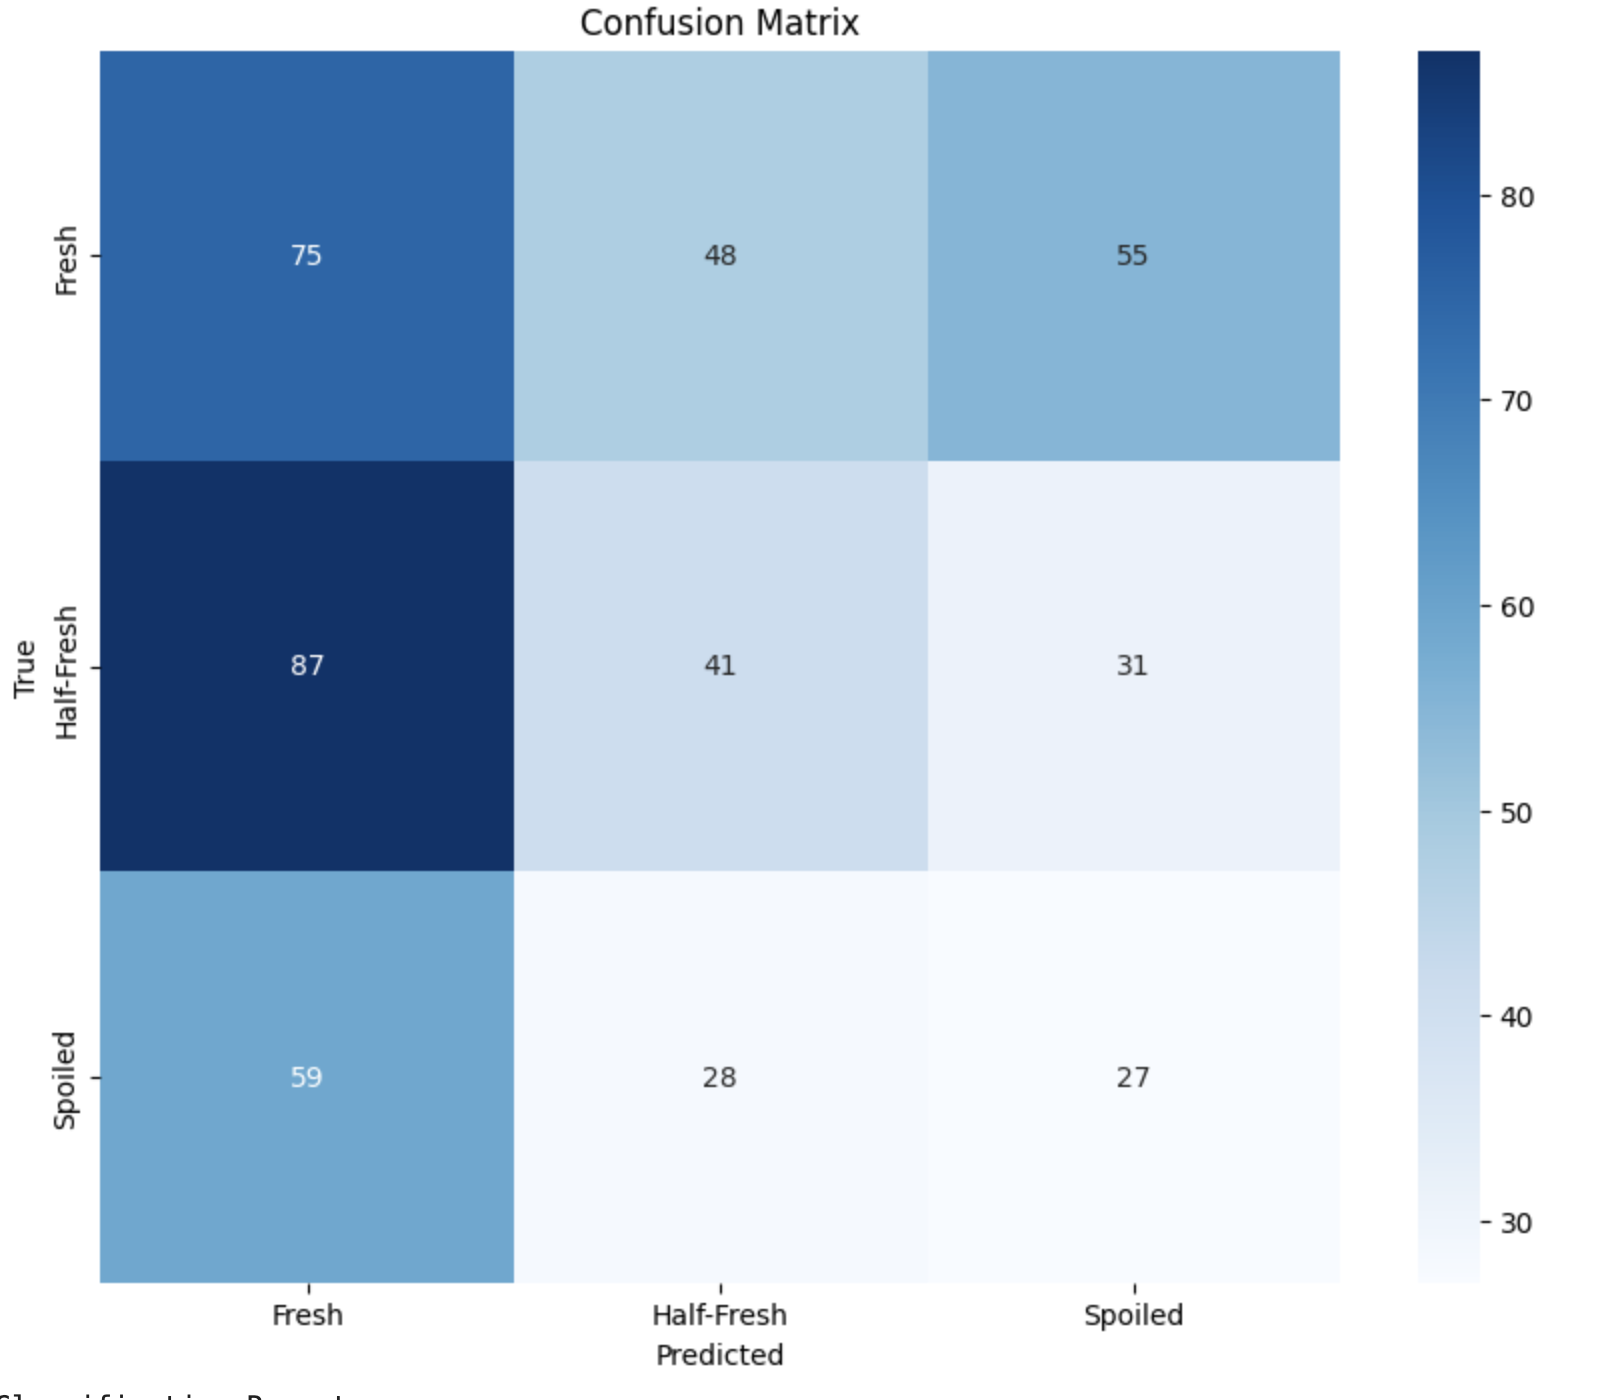 Confusion Matrix
Fresh
75
48
55
80
70
True
Half-Fresh
87
41
31
60
50
Spoiled
59
28
27
40
30
Fresh
Half-Fresh
Spoiled
Predicted